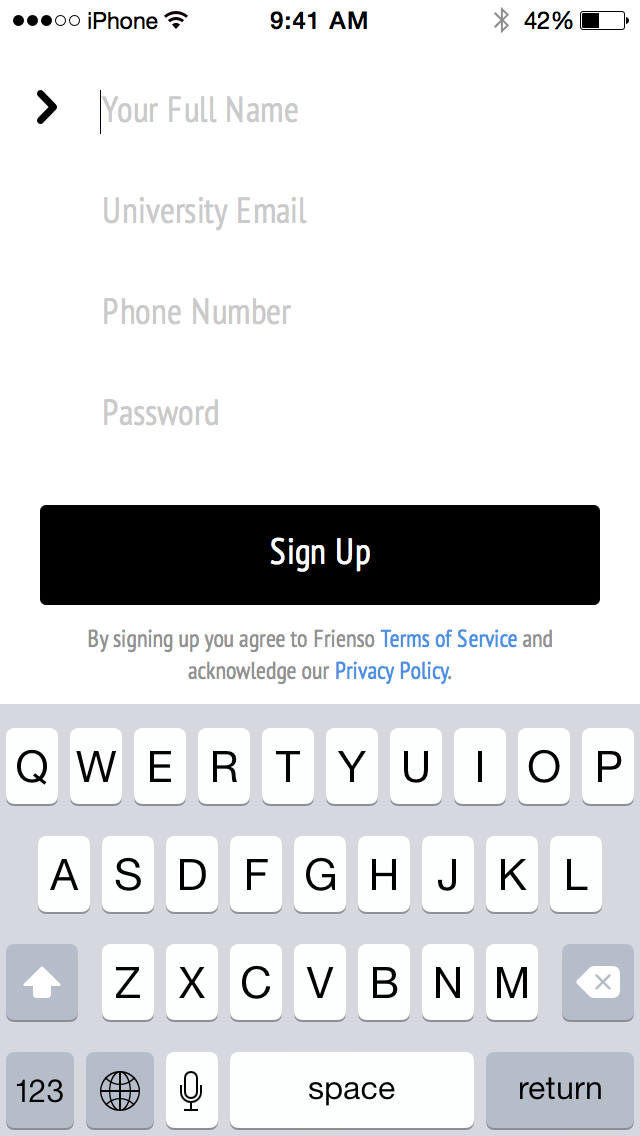 iPhone 9:41 AM 42%
Your Full Name
University Email
Phone Number
Password
Sign Up
By signing up you agree to Frienso Terms of Service and
acknowledge our Privacy Policy.
Q W E R T Y U I O P
A S D F G H J K L
Z X C V B N M
123 space return